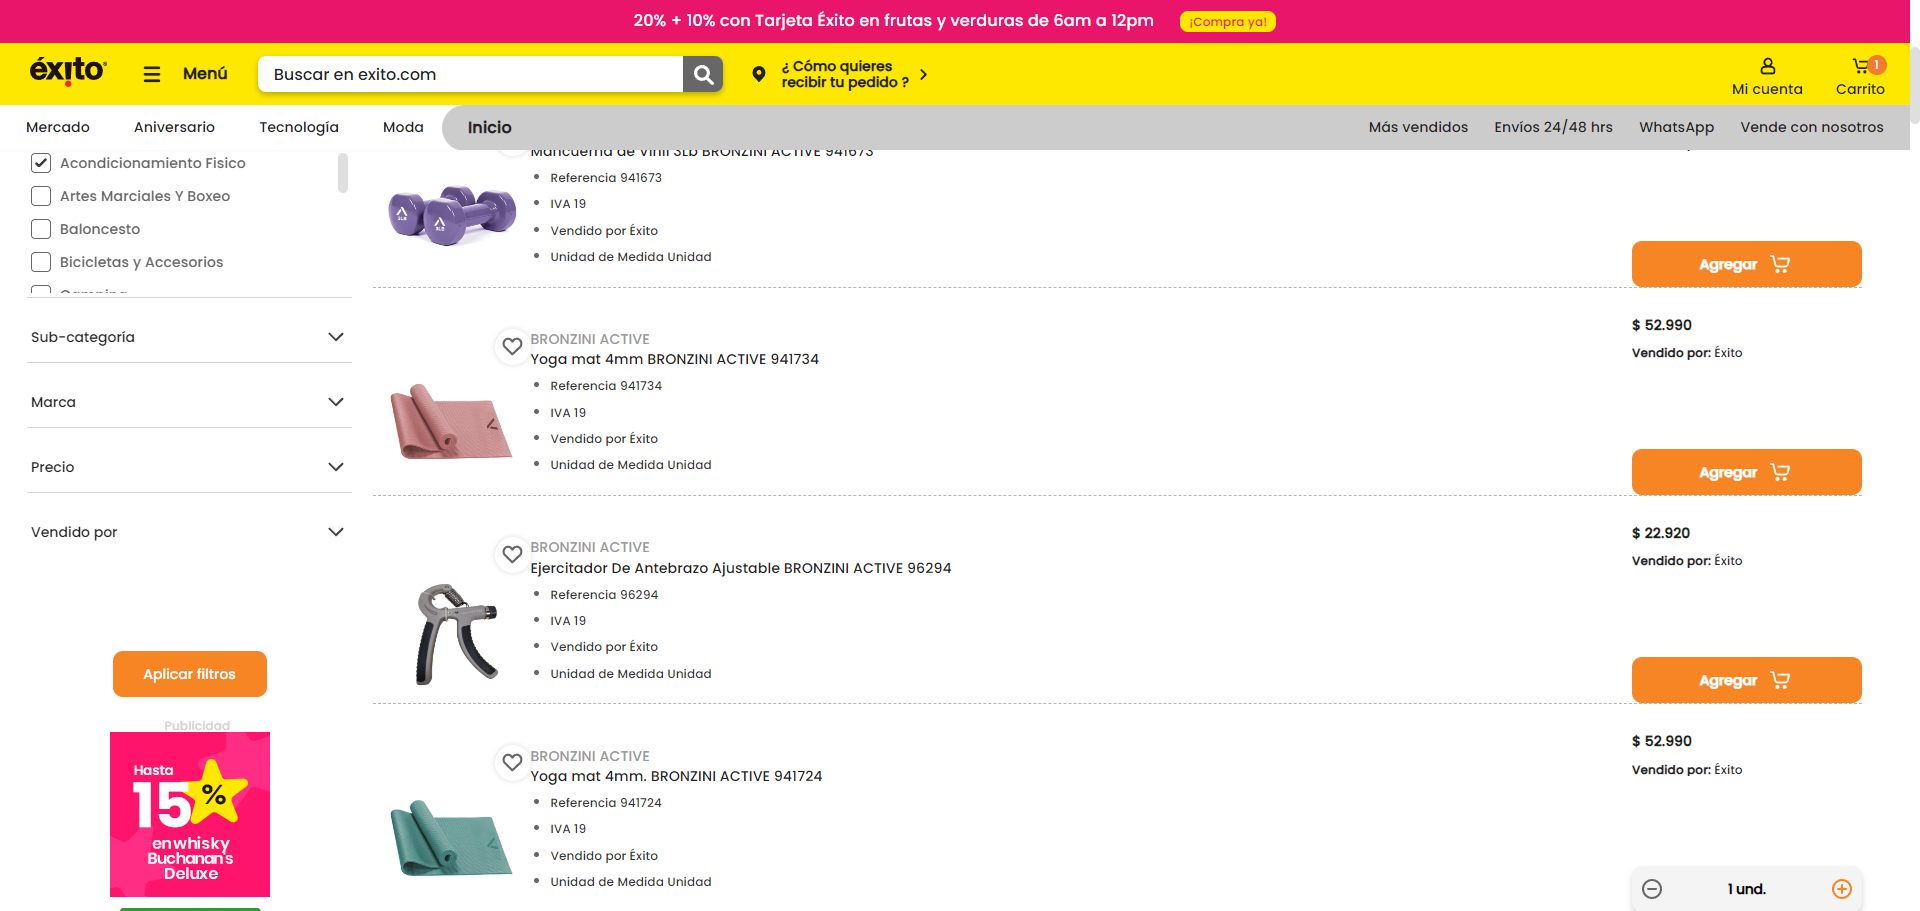 20% + 10% con Tarjeta Éxito en frutas y verduras de 6am a 12pm
¡Compra ya!
éxito
Menú
Buscar en exito.com
¿ Cómo quieres
recibir tu pedido ?
Mi cuenta
1
Carrito
Mercado
Aniversario
Tecnología
Moda
Inicio
Más vendidos
Envíos 24/48 hrs
WhatsApp
Vende con nosotros
Acondicionamiento Fisico
Artes Marciales Y Boxeo
Baloncesto
Bicicletas y Accesorios
Camping
Sub-categoría
Marca
Precio
Vendido por
Aplicar filtros
Publicidad
Hasta
15%
en whisky
Buchanan's
Deluxe
Mancuerna de Vinil 3Lb BRONZINI ACTIVE 941673
Referencia 941673
IVA 19
Vendido por Éxito
Unidad de Medida Unidad
Agregar
BRONZINI ACTIVE
Yoga mat 4mm BRONZINI ACTIVE 941734
Referencia 941734
IVA 19
Vendido por Éxito
Unidad de Medida Unidad
$ 52.990
Vendido por: Éxito
Agregar
BRONZINI ACTIVE
Ejercitador De Antebrazo Ajustable BRONZINI ACTIVE 96294
Referencia 96294
IVA 19
Vendido por Éxito
Unidad de Medida Unidad
$ 22.920
Vendido por: Éxito
Agregar
BRONZINI ACTIVE
Yoga mat 4mm. BRONZINI ACTIVE 941724
Referencia 941724
IVA 19
Vendido por Éxito
Unidad de Medida Unidad
$ 52.990
Vendido por: Éxito
1 und.